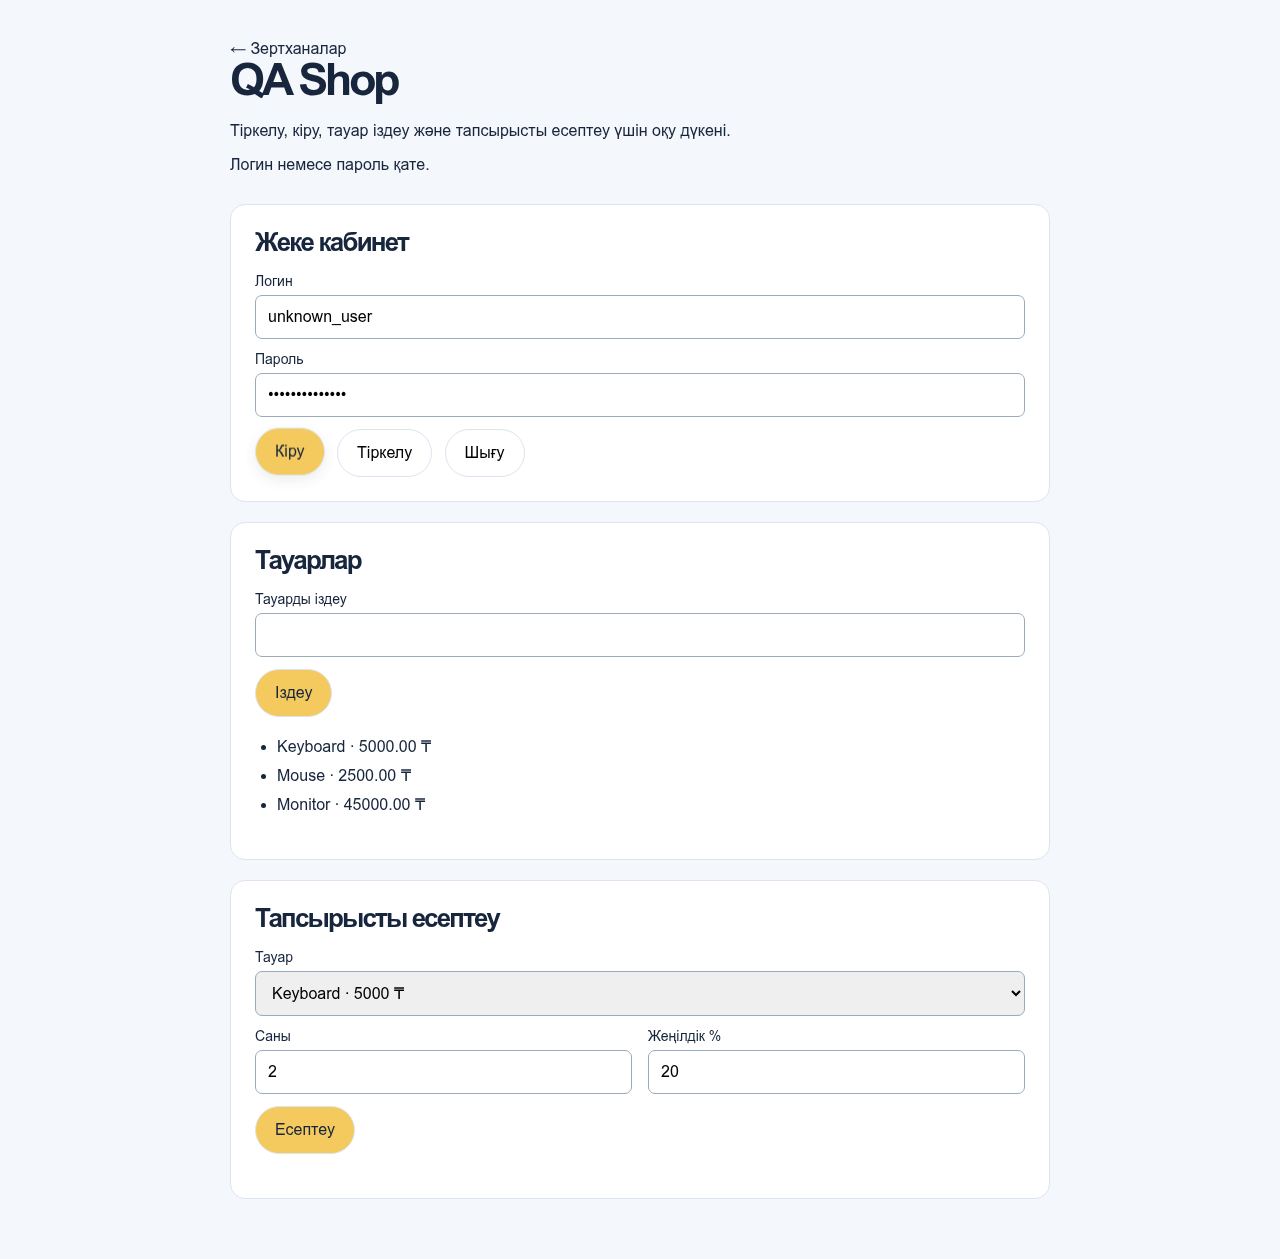 ← Зертханалар
QA Shop
Тіркелу, кіру, тауар іздеу және тапсырысты есептеу үшін оқу дүкені.
Логин немесе пароль қате.
Жеке кабинет
Логин
unknown_user
Пароль
••••••••••••••
Кіру Тіркелу Шығу
Тауарлар
Тауарды іздеу
Іздеу
• Keyboard · 5000.00 ₸
• Mouse · 2500.00 ₸
• Monitor · 45000.00 ₸
Тапсырысты есептеу
Тауар
Keyboard · 5000 ₸
Саны Жеңілдік %
2 20
Есептеу